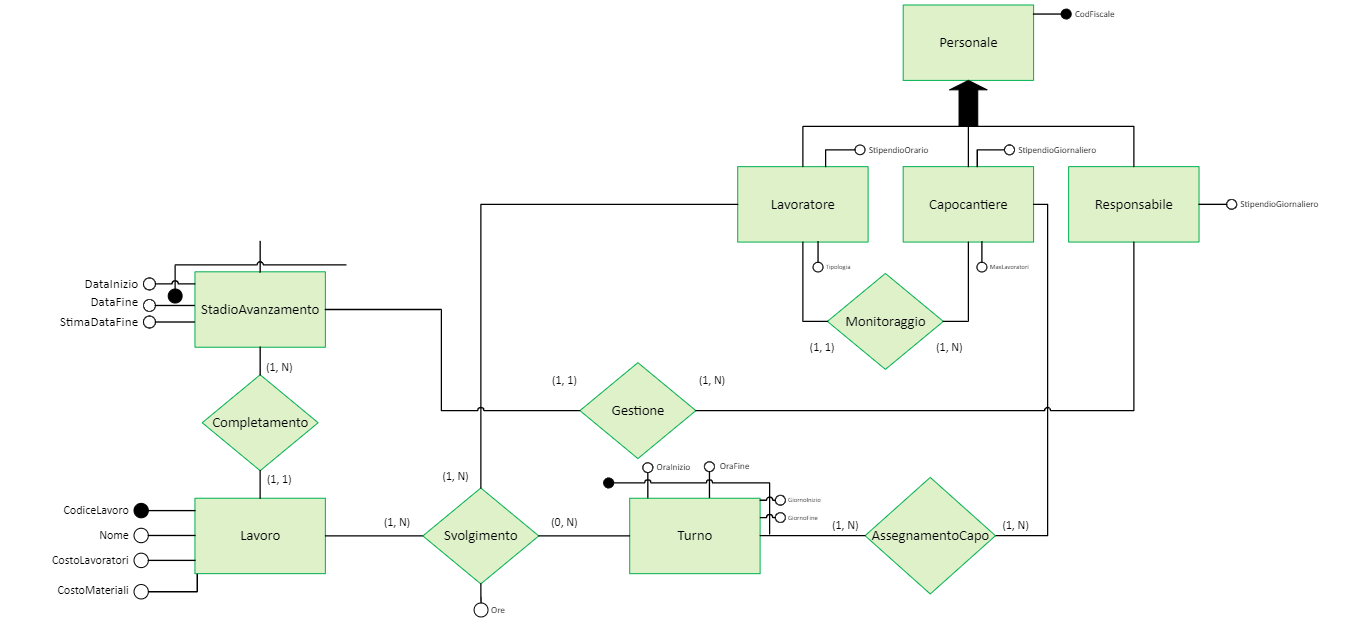 CodFiscale
Personale
StipendioOrario
StipendioGiornaliero
Lavoratore
Capocantiere
Responsabile
StipendioGiornaliero
Tipologia
MaxLavoratori
DataInizio
DataFine
StimaDataFine
StadioAvanzamento
Monitoraggio
(1, 1)
(1, N)
(1, N)
(1, 1)
(1, N)
Gestione
Completamento
(1, 1)
(1, N)
OraInizio
OraFine
GiornoInizio
GiornoFine
CodiceLavoro
Nome
CostoLavoratori
CostoMateriali
Lavoro
(1, N)
Svolgimento
(0, N)
Turno
(1, N)
AssegnamentoCapo
(1, N)
Ore